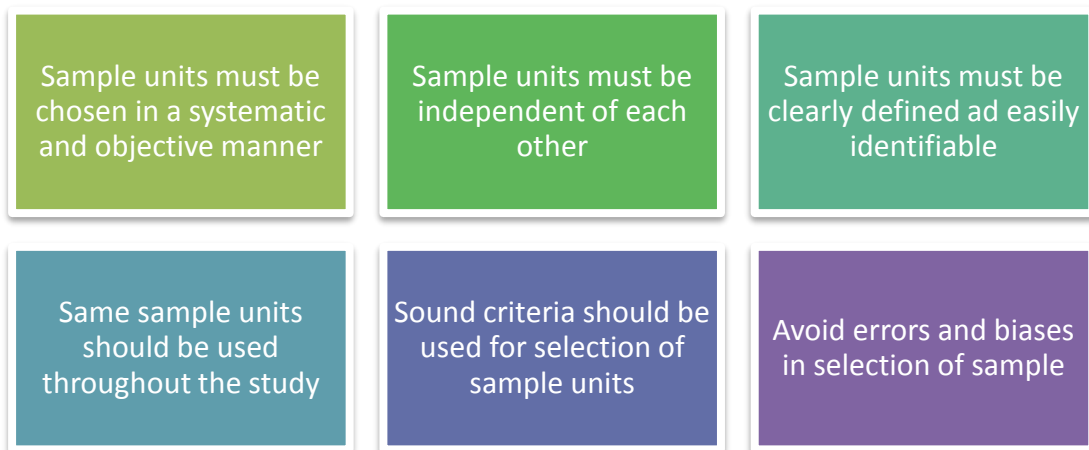 Sample units must be
chosen in a systematic
and objective manner
Sample units must be
independent of each
other
Sample units must be
clearly defined ad easily
identifiable
Same sample units
should be used
throughout the study
Sound criteria should be
used for selection of
sample units
Avoid errors and biases
in selection of sample